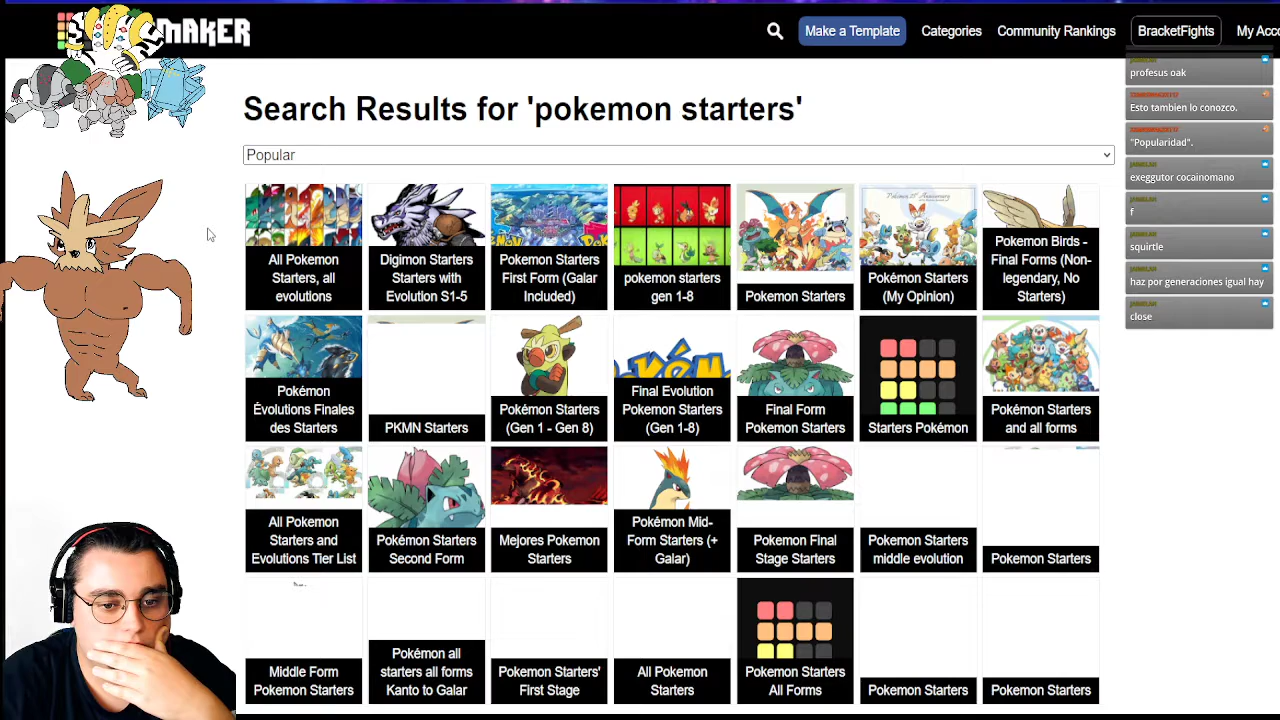 MAKER
Make a Template
Categories
Community Rankings
BracketFights
My Acco
Search Results for 'pokemon starters'
Popular
All Pokemon
Starters, all
evolutions
Digimon Starters
Starters with
Evolution S1-5
Pokemon Starters
First Form (Galar
Included)
pokemon starters
gen 1-8
Pokemon Starters
Pokémon Starters
(My Opinion)
Pokemon Birds -
Final Forms (Non-
legendary, No
Starters)
Pokémon
Évolutions Finales
des Starters
PKMN Starters
Pokémon Starters
(Gen 1 - Gen 8)
Final Evolution
Pokemon Starters
(Gen 1-8)
Final Form
Pokemon Starters
Starters Pokémon
Pokémon Starters
and all forms
All Pokemon
Starters and
Evolutions Tier List
Pokémon Starters
Second Form
Mejores Pokemon
Starters
Pokémon Mid-
Form Starters (+
Galar)
Pokemon Final
Stage Starters
Pokemon Starters
middle evolution
Pokemon Starters
Middle Form
Pokemon Starters
Pokémon all
starters all forms
Kanto to Galar
Pokemon Starters'
First Stage
All Pokemon
Starters
Pokemon Starters
All Forms
Pokemon Starters
Pokemon Starters
profesus oak
Esto tambien lo conozco.
"Popularidad".
exeggutor cocainomano
f
squirtle
haz por generaciones igual hay
close